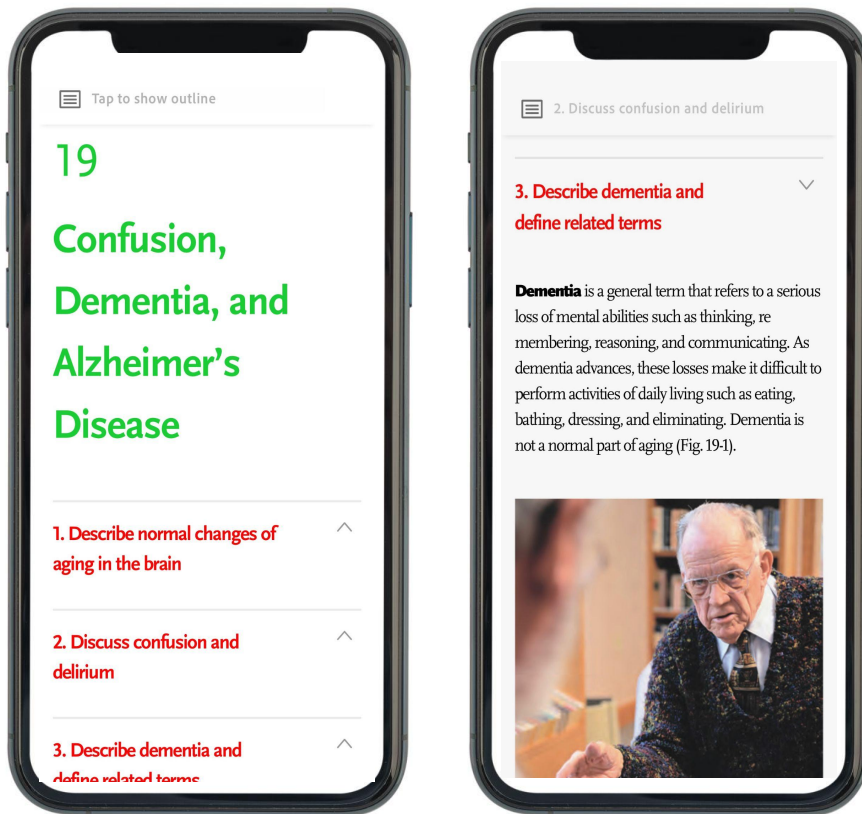 Tap to show outline
19
Confusion,
Dementia, and
Alzheimer’s
Disease
1. Describe normal changes of
aging in the brain
2. Discuss confusion and
delirium
3. Describe dementia and
define related terms
2. Discuss confusion and delirium
3. Describe dementia and
define related terms
Dementia is a general term that refers to a serious
loss of mental abilities such as thinking, re
membering, reasoning, and communicating. As
dementia advances, these losses make it difficult to
perform activities of daily living such as eating,
bathing, dressing, and eliminating. Dementia is
not a normal part of aging (Fig. 19-1).